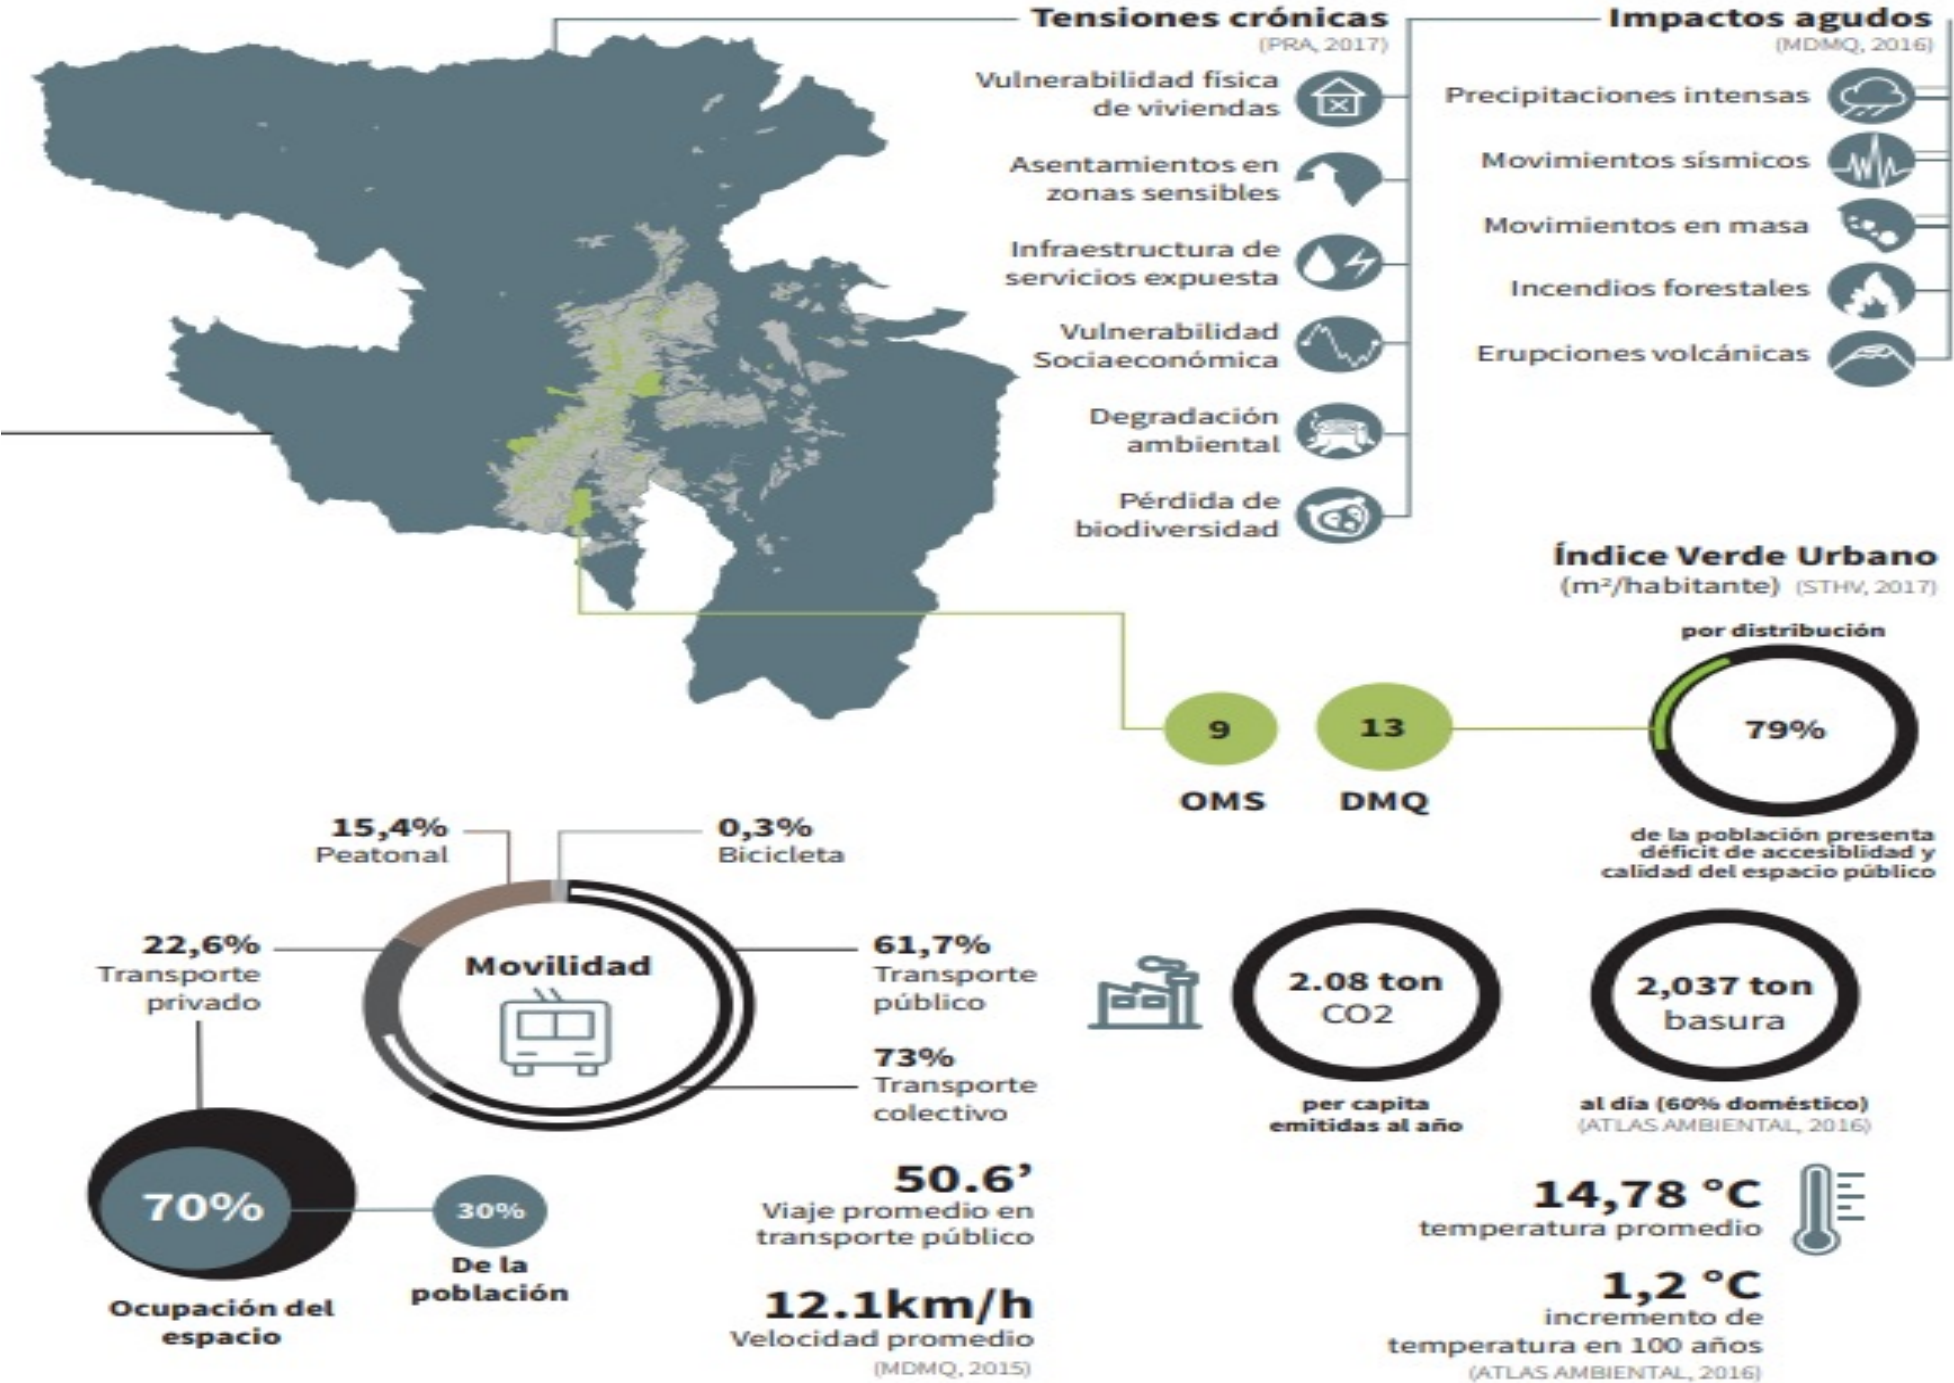 Tensiones crónicas
(PRA, 2017)
Vulnerabilidad física
de viviendas
Asentamientos en
zonas sensibles
Infraestructura de
servicios expuesta
Vulnerabilidad
Sociaeconómica
Degradación
ambiental
Pérdida de
biodiversidad
Impactos agudos
(MDMQ, 2016)
Precipitaciones intensas
Movimientos sísmicos
Movimientos en masa
Incendios forestales
Erupciones volcánicas
Índice Verde Urbano
(m²/habitante) (STHV, 2017)
por distribución
79%
9
OMS
13
DMQ
de la población presenta
déficit de accesiblidad y
calidad del espacio público
15,4%
Peatonal
0,3%
Bicicleta
22,6%
Transporte
privado
Movilidad
61,7%
Transporte
público
73%
Transporte
colectivo
70%
Ocupación del
espacio
30%
De la
población
50.6’
Viaje promedio en
transporte público
12.1km/h
Velocidad promedio
(MDMQ, 2015)
2.08 ton
CO2
per capita
emitidas al año
2,037 ton
basura
al día (60% doméstico)
(ATLAS AMBIENTAL, 2016)
14,78 °C
temperatura promedio
1,2 °C
incremento de
temperatura en 100 años
(ATLAS AMBIENTAL, 2016)